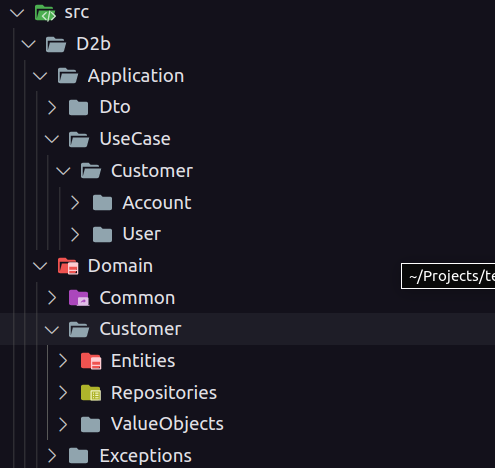 src
D2b
Application
Dto
UseCase
Customer
Account
User
Domain
~/Projects/te
Common
Customer
Entities
Repositories
ValueObjects
Exceptions